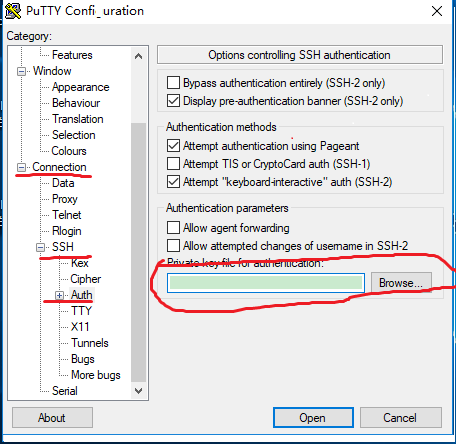 PuTTY Confi_uration
Category:
Features
Window
Appearance
Behaviour
Translation
Selection
Colours
Connection
Data
Proxy
Telnet
Rlogin
SSH
Kex
Cipher
Auth
TTY
X11
Tunnels
Bugs
More bugs
Serial
Options controlling SSH authentication
Bypass authentication entirely (SSH-2 only)
Display pre-authentication banner (SSH-2 only)
Authentication methods
Attempt authentication using Pageant
Attempt TIS or CryptoCard auth (SSH-1)
Attempt "keyboard-interactive" auth (SSH-2)
Authentication parameters
Allow agent forwarding
Allow attempted changes of username in SSH-2
Private key file for authentication:
Browse...
About
Open
Cancel